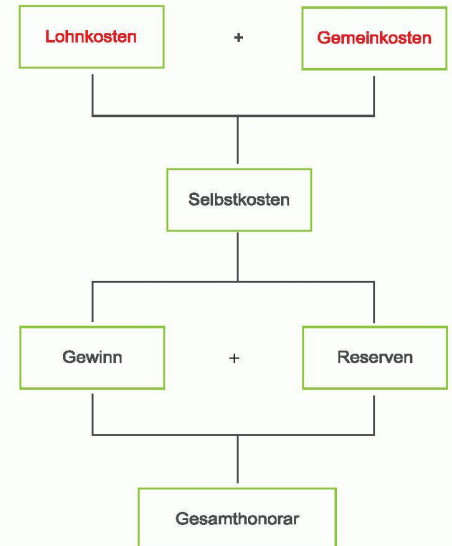 Lohnkosten + Gemeinkosten
Selbstkosten
Gewinn + Reserven
Gesamthonorar